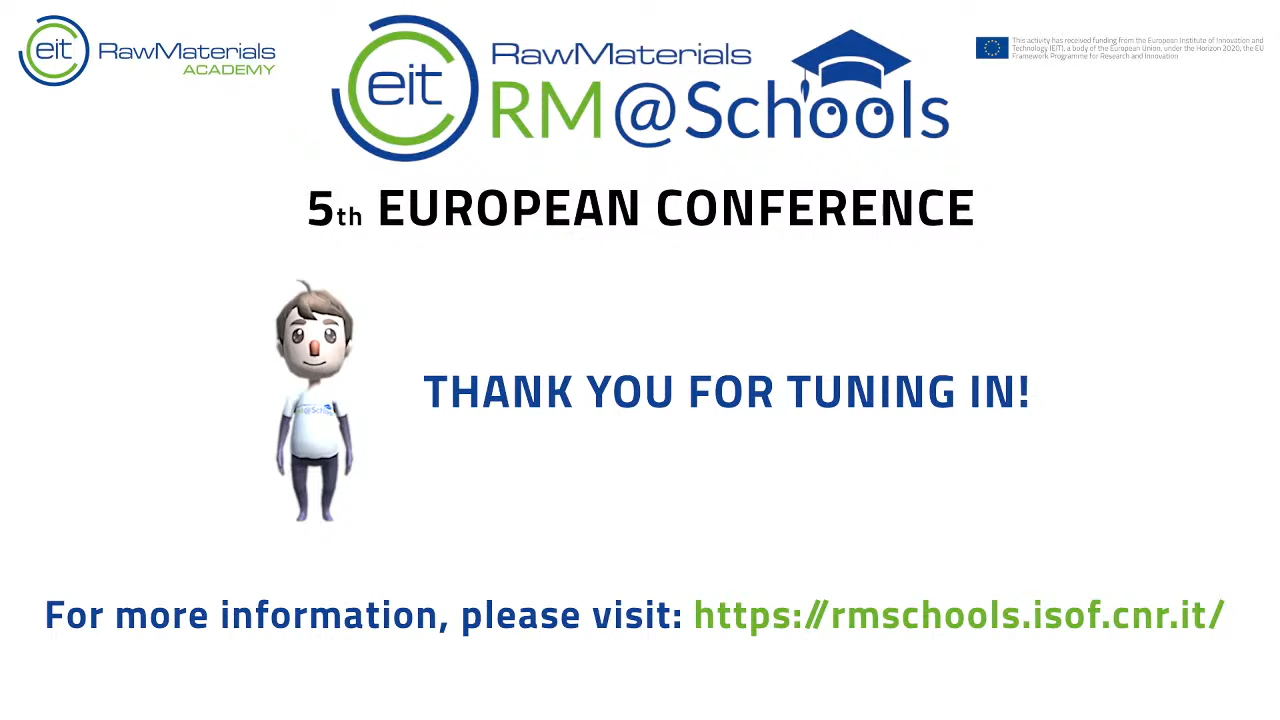 eit RawMaterials
ACADEMY
eit RawMaterials
RM@Schools
This activity has received funding from the European Institute of Innovation and
Technology (EIT), a body of the European Union, under the Horizon 2020, the EU
Framework Programme for Research and Innovation
5th EUROPEAN CONFERENCE
THANK YOU FOR TUNING IN!
For more information, please visit: https://rmschools.isof.cnr.it/